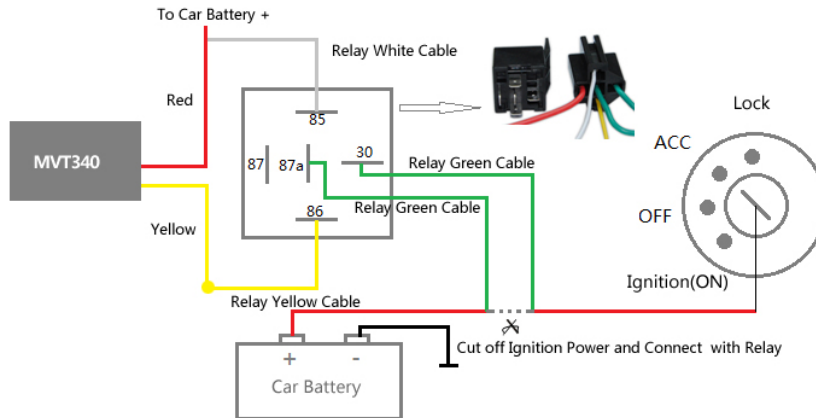 To Car Battery +
Relay White Cable
Red
85
Lock
MVT340
87
87a
30
ACC
Relay Green Cable
Relay Green Cable
86
OFF
Yellow
Ignition(ON)
Relay Yellow Cable
+
-
Cut off Ignition Power and Connect with Relay
Car Battery